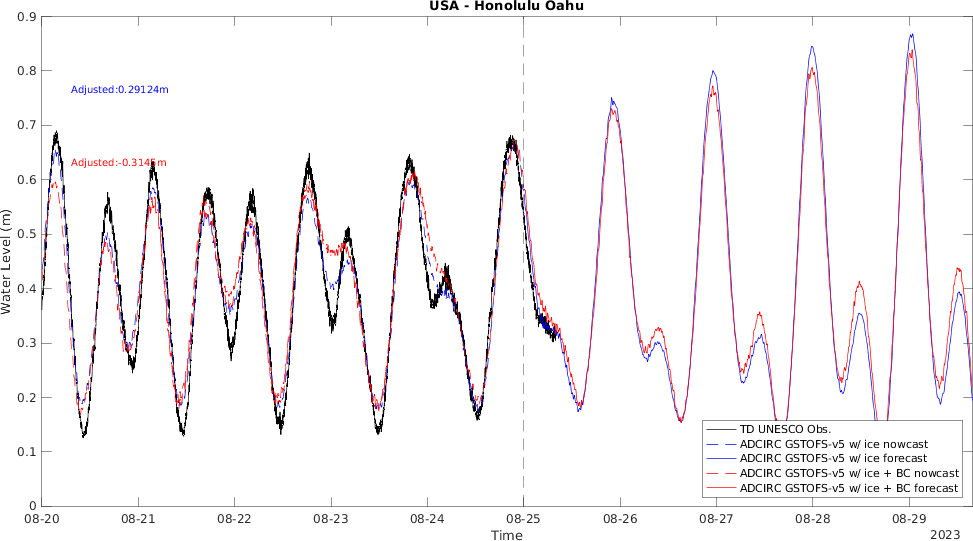 USA - Honolulu Oahu
0.9
0.8
0.7
0.6
0.5
0.4
0.3
0.2
0.1
0
Water Level (m)
Adjusted:0.29124m
Adjusted:-0.3145m
TD UNESCO Obs.
ADCIRC GSTOFS-v5 w/ ice nowcast
ADCIRC GSTOFS-v5 w/ ice forecast
ADCIRC GSTOFS-v5 w/ ice + BC nowcast
ADCIRC GSTOFS-v5 w/ ice + BC forecast
08-20 08-21 08-22 08-23 08-24 08-25 08-26 08-27 08-28 08-29
Time
2023